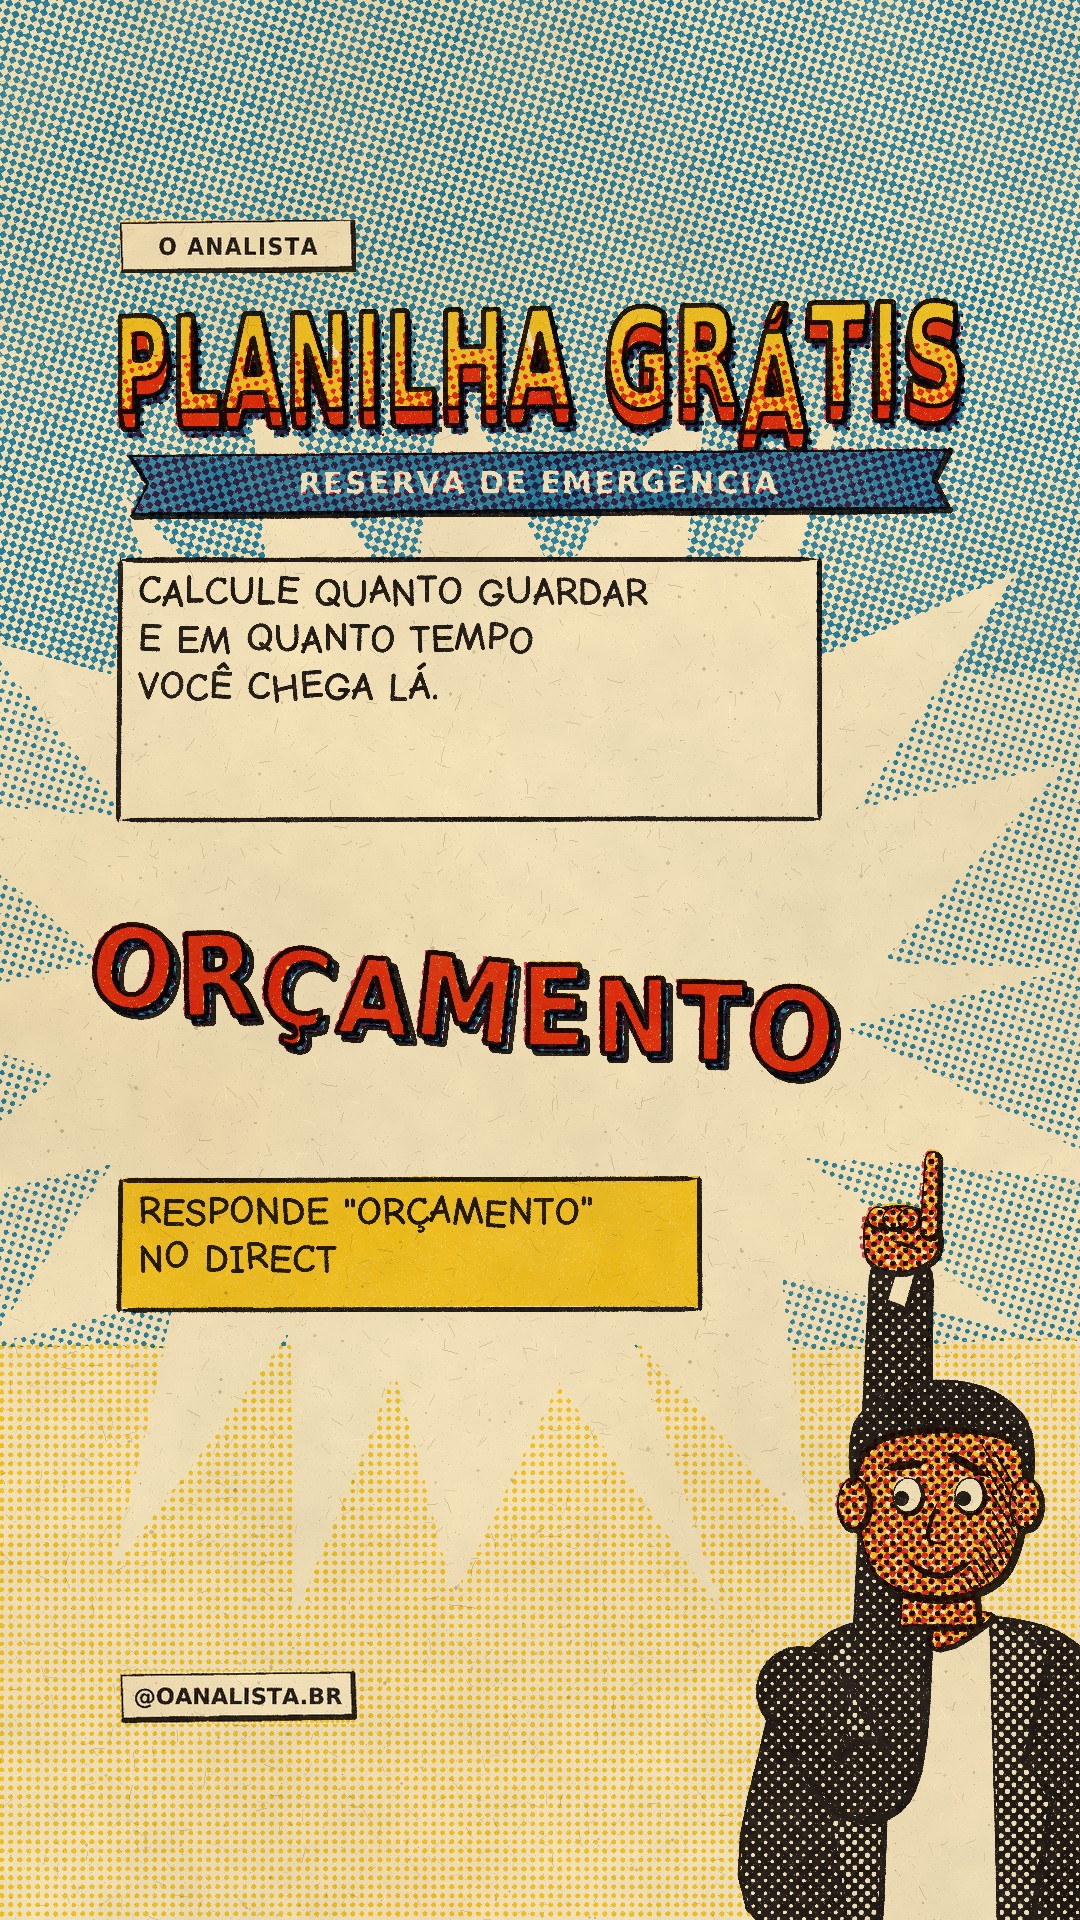 O ANALISTA
PLANILHA GRÁTIS
RESERVA DE EMERGÊNCIA
CALCULE QUANTO GUARDAR
E EM QUANTO TEMPO
VOCÊ CHEGA LÁ.
ORÇAMENTO
RESPONDE "ORÇAMENTO"
NO DIRECT
@OANALISTA.BR